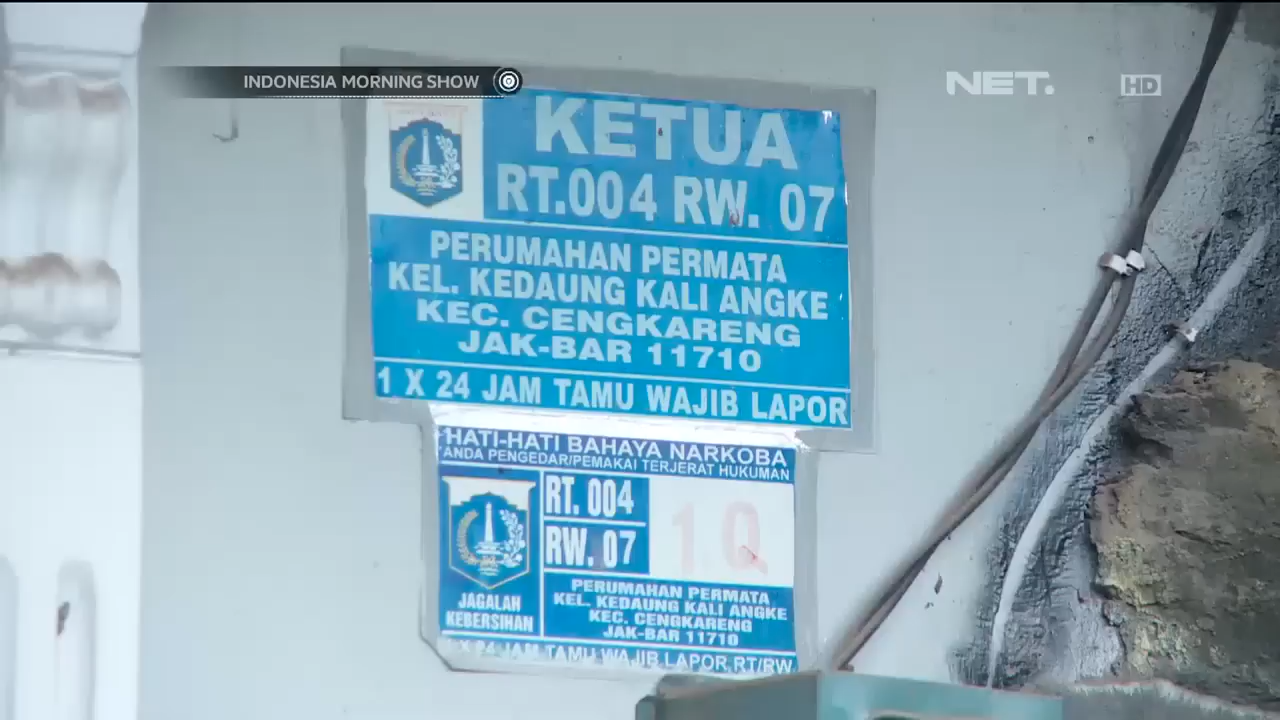 INDONESIA MORNING SHOW
NET.
HD
KETUA
RT.004 RW. 07
PERUMAHAN PERMATA
KEL. KEDAUNG KALI ANGKE
KEC. CENGKARENG
JAK-BAR 11710
1 X 24 JAM TAMU WAJIB LAPOR
HATI-HATI BAHAYA NARKOBA
ANDA PENGEDAR/PEMAKAI TERJERAT HUKUMAN
RT. 004
RW. 07
10
JAGALAH
KEBERSIHAN
PERUMAHAN PERMATA
KEL. KEDAUNG KALI ANGKE
KEC. CENGKARENG
JAK-BAR 11710
X 24 JAM TAMU WAJIB LAPOR RT/RW